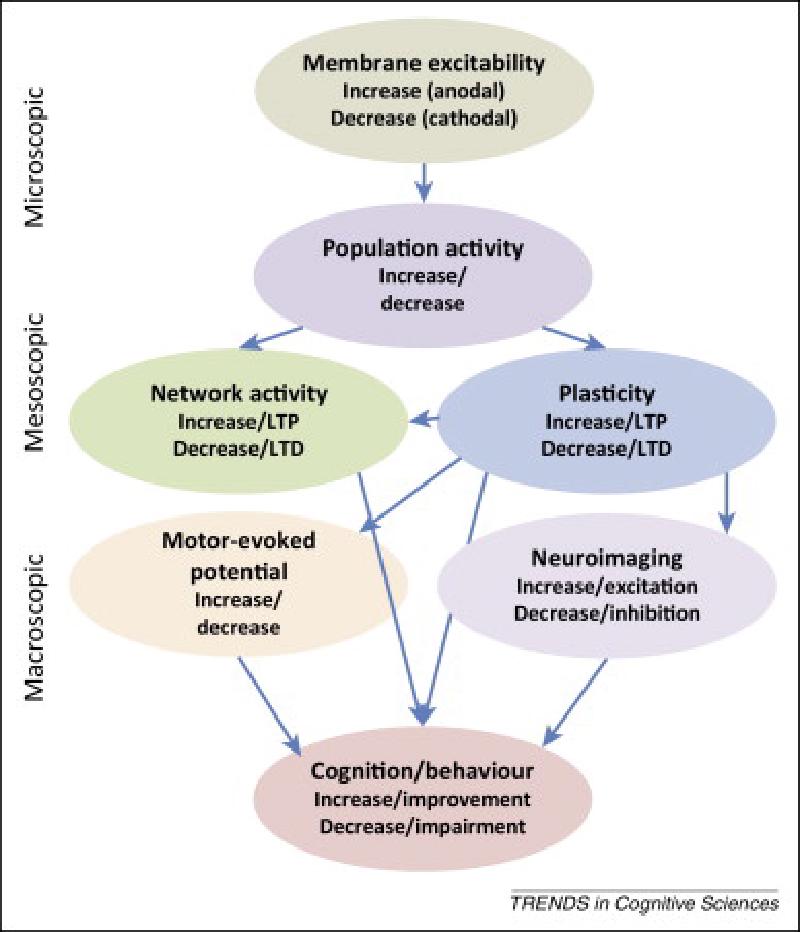 Microscopic
Membrane excitability
Increase (anodal)
Decrease (cathodal)
Population activity
Increase/
decrease
Mesoscopic
Network activity
Increase/LTP
Decrease/LTD
Plasticity
Increase/LTP
Decrease/LTD
Macroscopic
Motor-evoked
potential
Increase/
decrease
Neuroimaging
Increase/excitation
Decrease/inhibition
Cognition/behaviour
Increase/improvement
Decrease/impairment
TRENDS in Cognitive Sciences